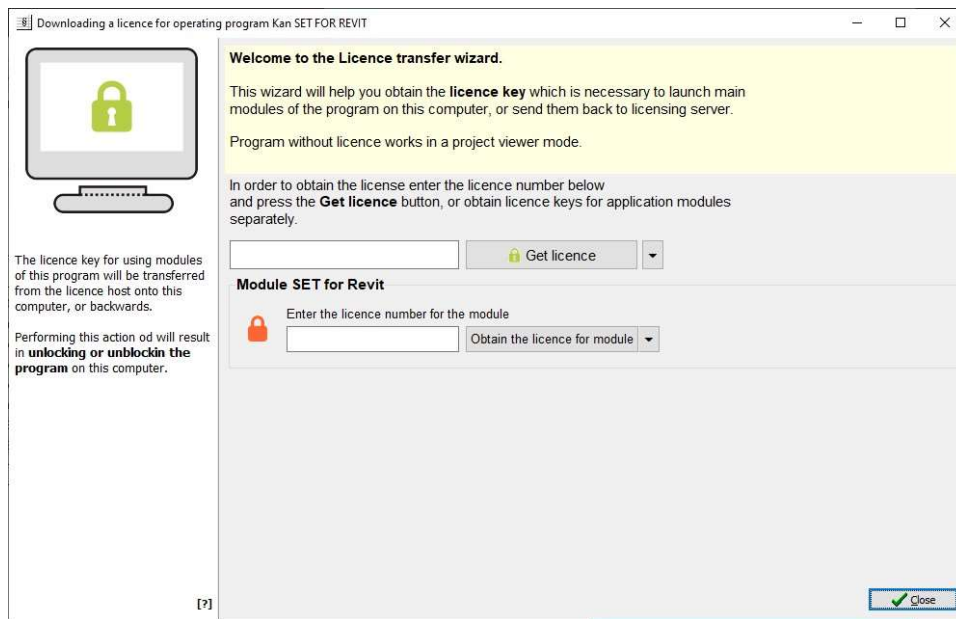 Downloading a licence for operating program Kan SET FOR REVIT
Welcome to the Licence transfer wizard.
This wizard will help you obtain the licence key which is necessary to launch main
modules of the program on this computer, or send them back to licensing server.
Program without licence works in a project viewer mode.
In order to obtain the license enter the licence number below
and press the Get licence button, or obtain licence keys for application modules
separately.
Get licence
Module SET for Revit
Enter the licence number for the module
Obtain the licence for module
The licence key for using modules
of this program will be transferred
from the licence host onto this
computer, or backwards.
Performing this action od will result
in unlocking or unblockin the
program on this computer.
[?]
Close